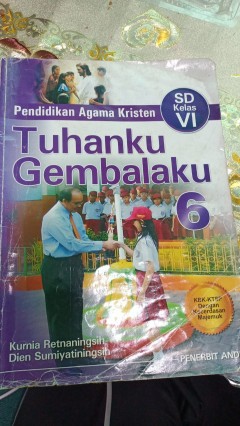 Pendidikan Agama Kristen
SD
Kelas
VI
Tuhanku
Gembalaku
6
KBK-KTSP
Dengan
Kecerdasan
Majemuk
Kurnia Retnaningsih
Dien Sumiyatiningsih
PENERBIT AND